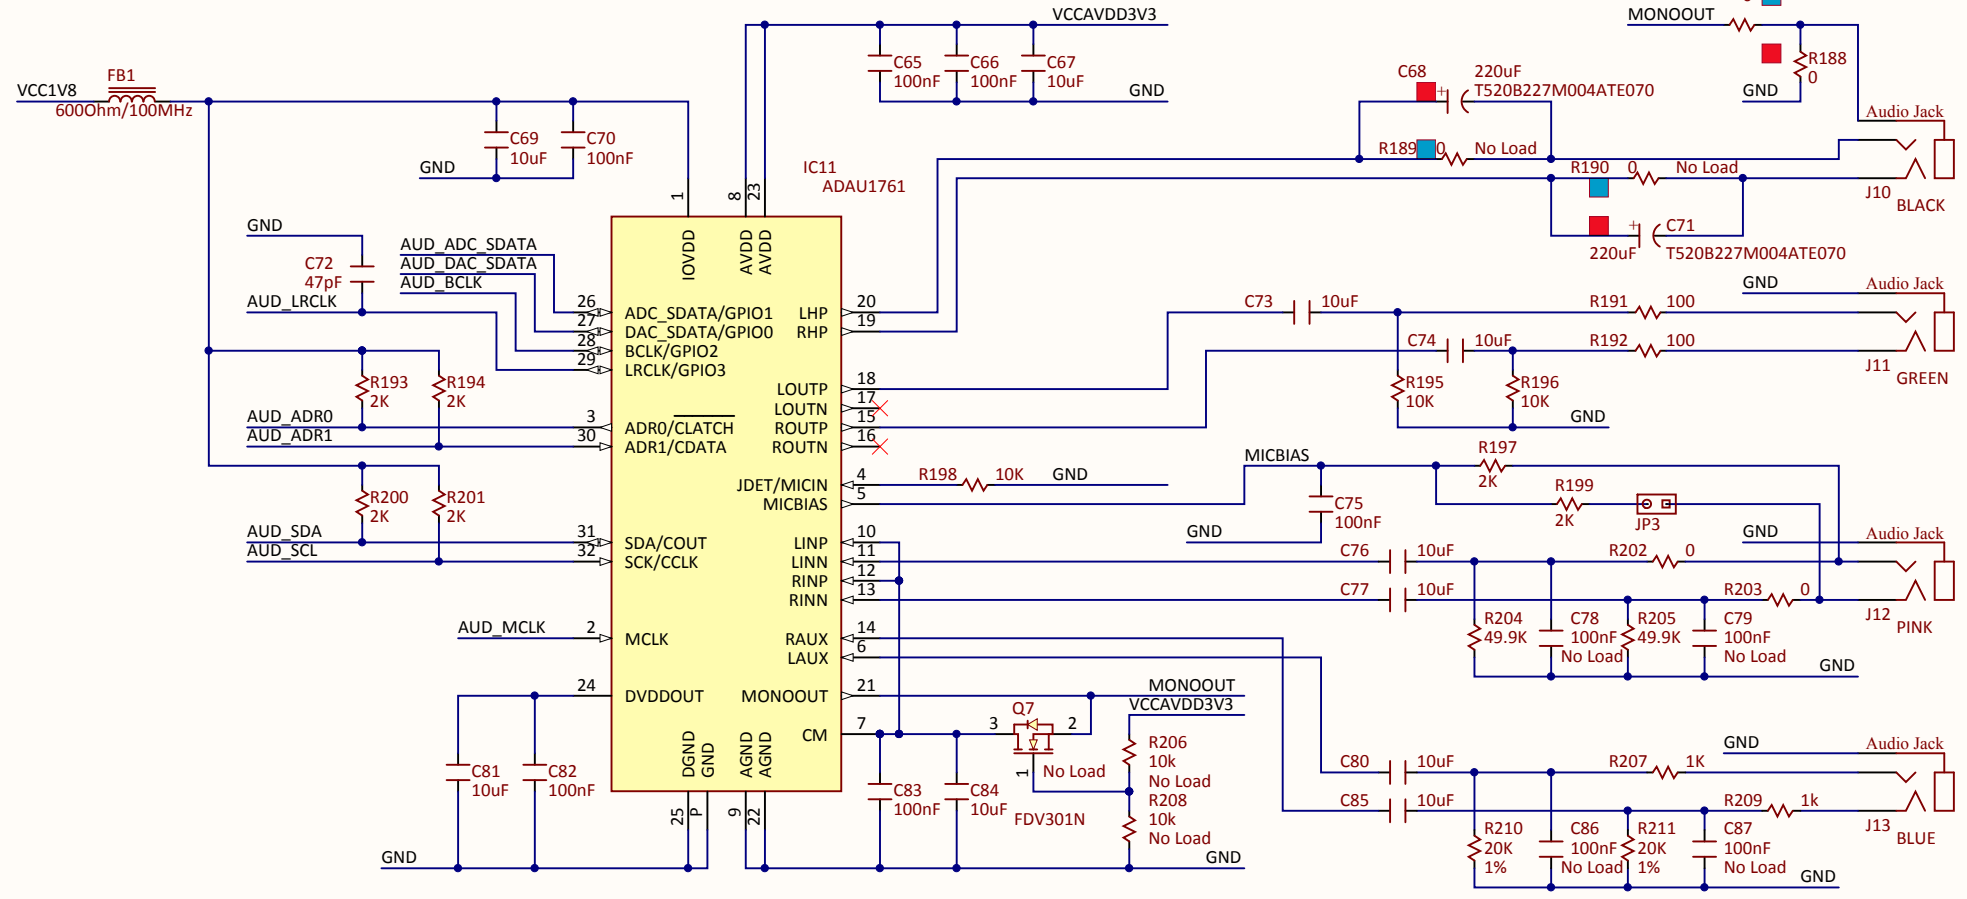 VCCAVDD3V3
MONOOUT
C65
100nF
C66
100nF
C67
10uF
GND
R188
0
GND
FB1
VCC1V8
600Ohm/100MHz
C68
220uF
T520B227M004ATE070
Audio Jack
C69
10uF
C70
100nF
GND
R189 0 No Load
R190 0 No Load
J10
BLACK
C71
220uF
T520B227M004ATE070
IC11
ADAU1761
1
8
23
IOVDD
AVDD
AVDD
GND
C72
47pF
AUD_ADC_SDATA
AUD_DAC_SDATA
AUD_BCLK
AUD_LRCLK
26
ADC_SDATA/GPIO1
27
DAC_SDATA/GPIO0
28
BCLK/GPIO2
29
LRCLK/GPIO3
LHP
20
RHP
19
GND
Audio Jack
C73
10uF
R191 100
C74
10uF
R192 100
J11
GREEN
R195
10K
R196
10K
GND
R193
2K
R194
2K
LOUTP
18
LOUTN
17
ROUTP
15
ROUTN
16
AUD_ADR0
3
ADR0/CLATCH
AUD_ADR1
30
ADR1/CDATA
JDET/MICIN
4
R198 10K
GND
MICBIAS
5
MICBIAS
R197
2K
R199
2K
JP3
C75
100nF
GND
GND
Audio Jack
R200
2K
R201
2K
AUD_SDA
31
SDA/COUT
AUD_SCL
32
SCK/CCLK
LINP
10
LINN
11
RINP
12
RINN
13
C76
10uF
R202 0
C77
10uF
R203 0
J12
PINK
R204
49.9K
C78
100nF
No Load
R205
49.9K
C79
100nF
No Load
GND
AUD_MCLK
2
MCLK
RAUX
14
LAUX
6
24
DVDDOUT
MONOOUT
21
MONOOUT
VCCAVDD3V3
CM
7
Q7
3
2
1
No Load
FDV301N
R206
10k
No Load
R208
10k
No Load
C81
10uF
C82
100nF
C83
100nF
C84
10uF
DGND
GND
AGND
AGND
25
P
9
22
GND
GND
GND
Audio Jack
C80
10uF
R207 1K
C85
10uF
R209 1k
J13
BLUE
R210
20K
1%
C86
100nF
No Load
R211
20K
1%
C87
100nF
No Load
GND